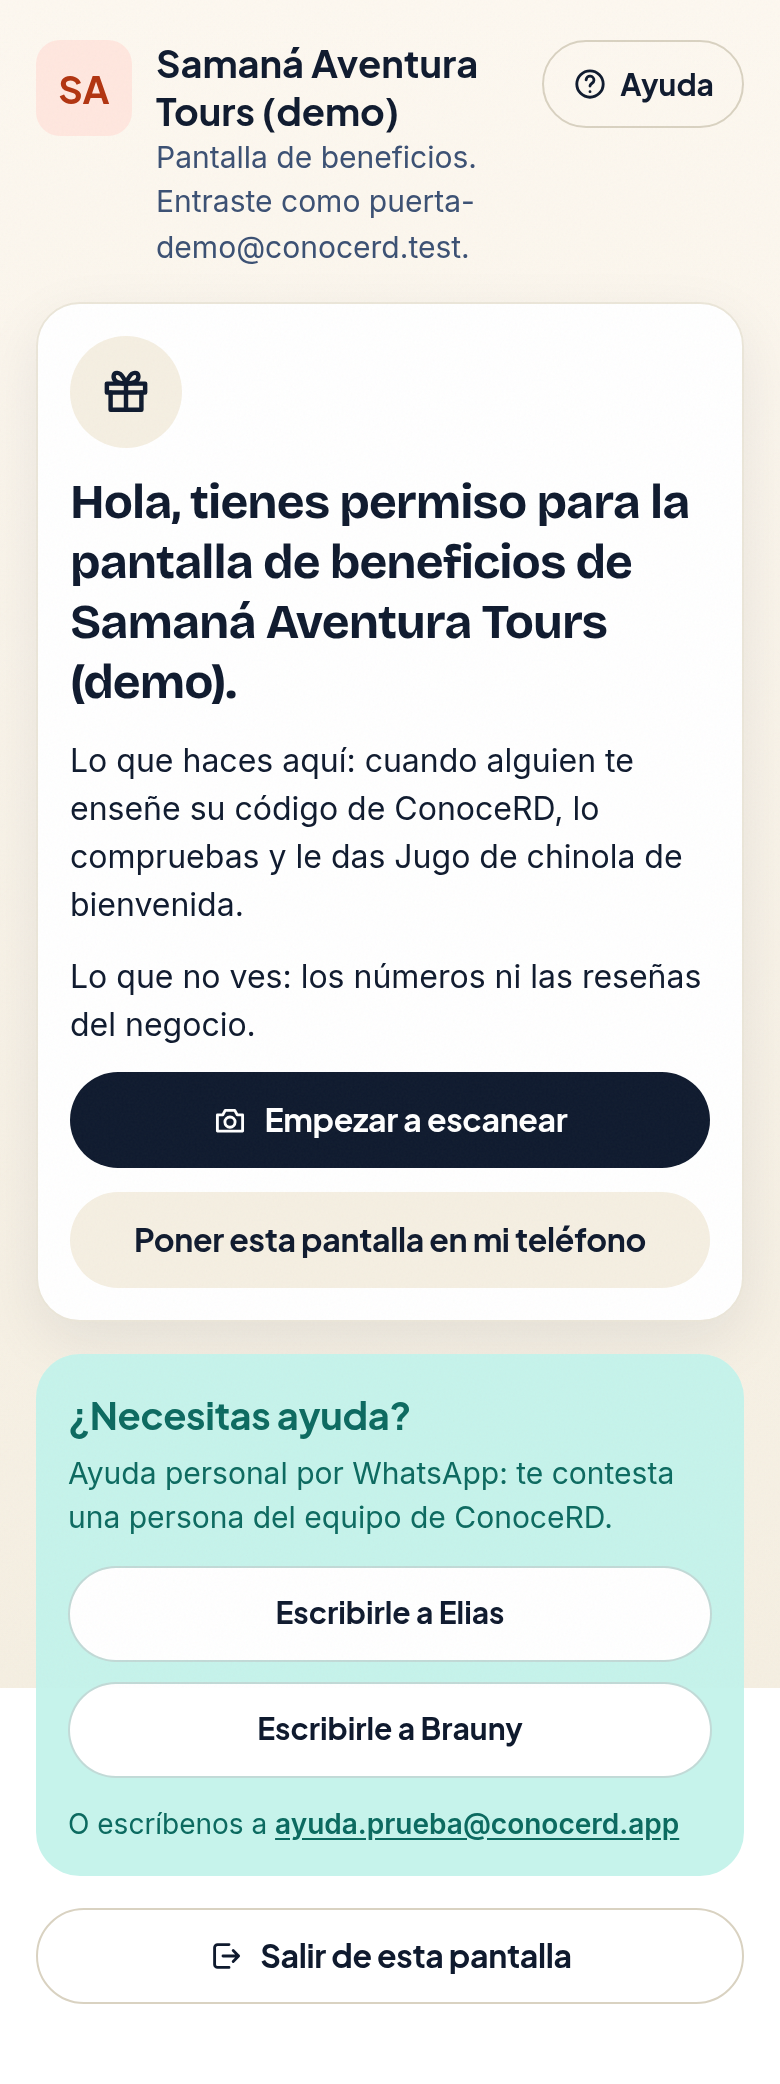 SA
Samaná Aventura
Tours (demo)
Pantalla de beneficios.
Entraste como puerta-
demo@conocerd.test.
Ayuda
Hola, tienes permiso para la
pantalla de beneficios de
Samaná Aventura Tours
(demo).
Lo que haces aquí: cuando alguien te
enseñe su código de ConoceRD, lo
compruebas y le das Jugo de chinola de
bienvenida.
Lo que no ves: los números ni las reseñas
del negocio.
Empezar a escanear
Poner esta pantalla en mi teléfono
¿Necesitas ayuda?
Ayuda personal por WhatsApp: te contesta
una persona del equipo de ConoceRD.
Escribirle a Elias
Escribirle a Brauny
O escríbenos a ayuda.prueba@conocerd.app
Salir de esta pantalla